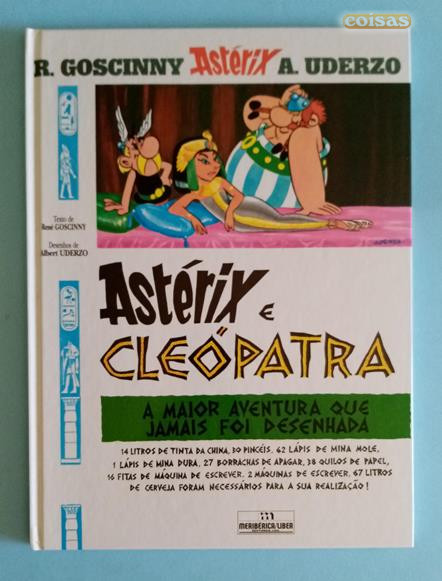 coisas
R. GOSCINNY Astérix A. UDERZO
Texto de
René GOSCINNY
Desenhos de
Albert UDERZO
Astérix E
CLEÓPATRA
A MAIOR AVENTURA QUE
JAMAIS FOI DESENHADA
14 LITROS DE TINTA DA CHINA, 30 PINCÉIS, 62 LÁPIS DE MINA MOLE,
1 LÁPIS DE MINA DURA, 27 BORRACHAS DE APAGAR, 38 QUILOS DE PAPEL,
16 FITAS DE MÁQUINA DE ESCREVER, 2 MÁQUINAS DE ESCREVER, 67 LITROS
DE CERVEJA FORAM NECESSÁRIOS PARA A SUA REALIZAÇÃO!
MERIBÉRICA/LIBER